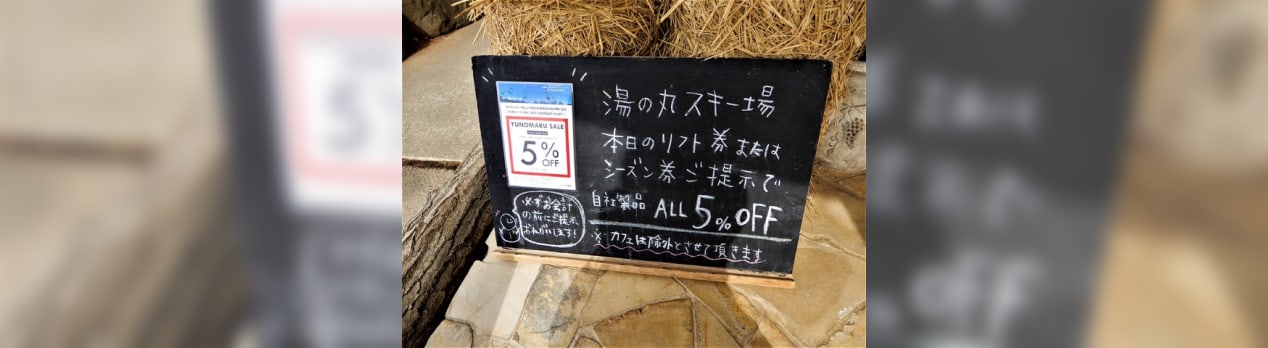 湯の丸スキー場
本日のリフト券または
シーズン券ご提示で
自社製品 ALL 5% OFF
※カフェは除外とさせて頂きます
YUNOMARU SALE
5%
OFF
必ずお会計
の前にご提示
おねがいします!